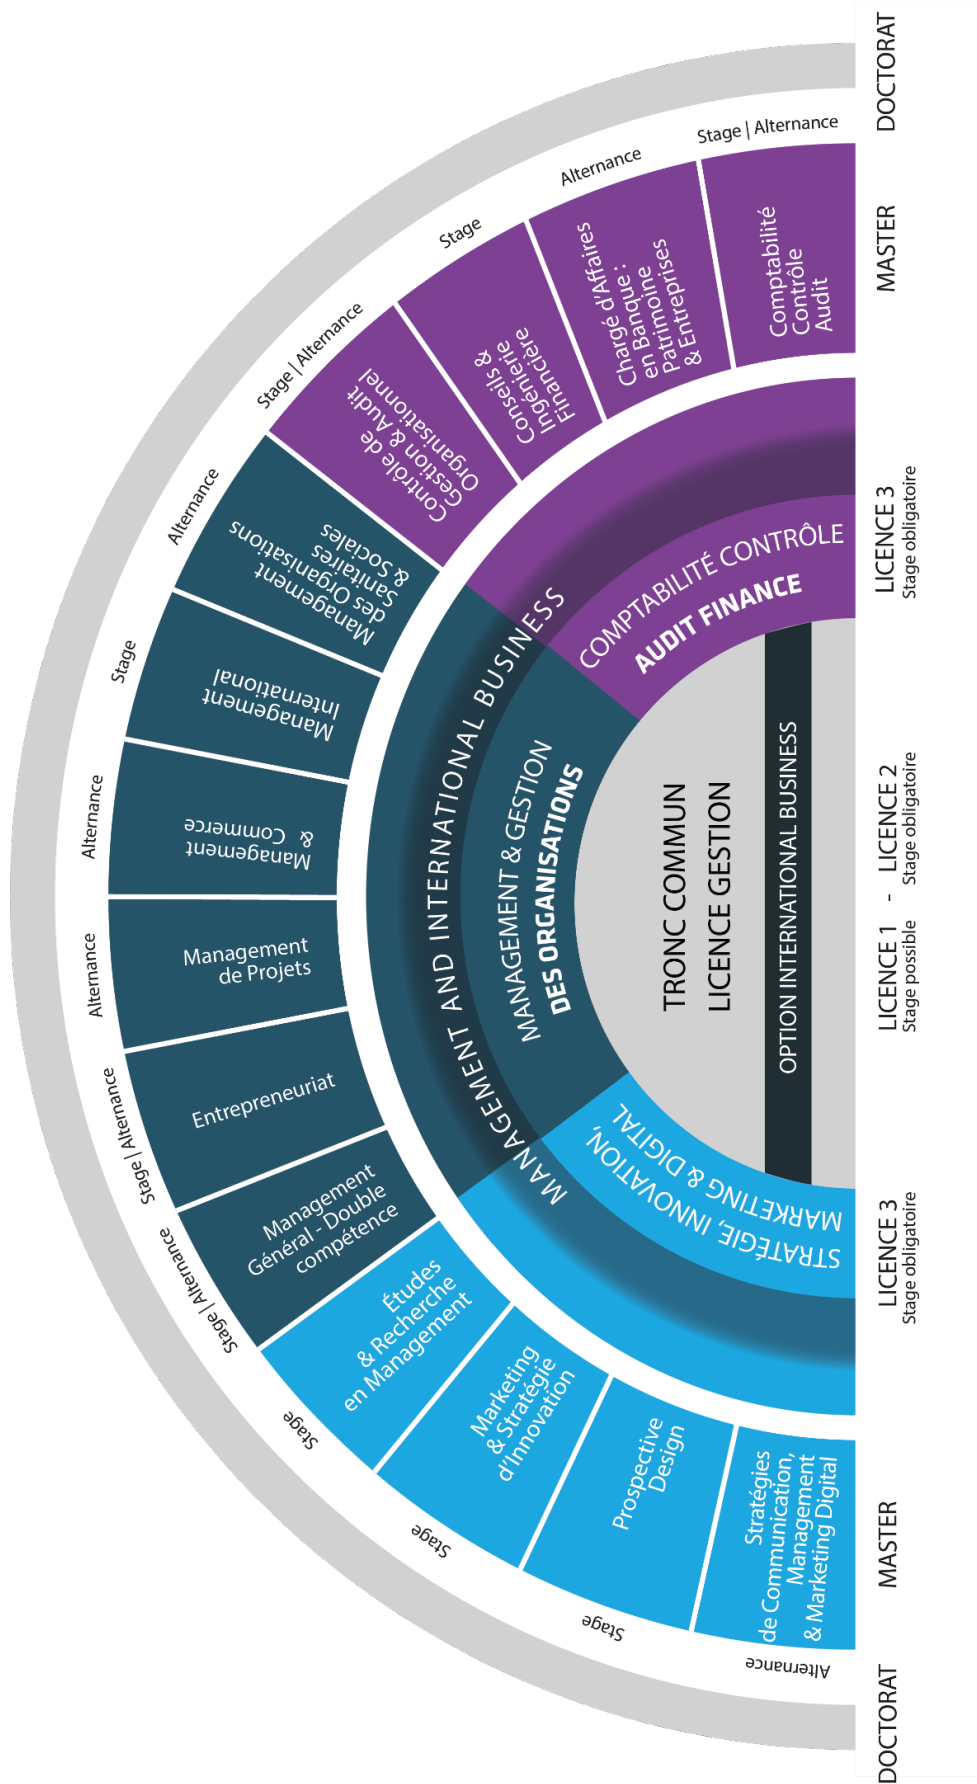 DOCTORAT
MASTER
LICENCE 3
Stage obligatoire
LICENCE 1 - LICENCE 2
Stage possible
Stage obligatoire
LICENCE 3
Stage obligatoire
MASTER
DOCTORAT
Stage | Alternance
Comptabilité
Contrôle
Audit
Alternance
Chargé d'Affaires
en Banque :
Patrimoine
& Entreprises
Stage
Conseils &
Ingénierie
Financière
Stage | Alternance
Contrôle de
Gestion & Audit
Organisationnel
Alternance
Management
des Organisations
Sanitaires
& Sociales
Stage
Management
International
Alternance
Management
& Commerce
Alternance
Management
de Projets
Stage | Alternance
Entrepreneuriat
Stage | Alternance
Management
Général - Double
compétence
Stage
Études
& Recherche
en Management
Stage
Marketing
& Stratégie
d'Innovation
Stage
Prospective
Design
Alternance
Stratégies
de Communication,
Management
& Marketing Digital
MANAGEMENT AND INTERNATIONAL BUSINESS
COMPTABILITÉ CONTRÔLE
AUDIT FINANCE
MANAGEMENT & GESTION
DES ORGANISATIONS
STRATÉGIE, INNOVATION,
MARKETING & DIGITAL
TRONC COMMUN
LICENCE GESTION
OPTION INTERNATIONAL BUSINESS